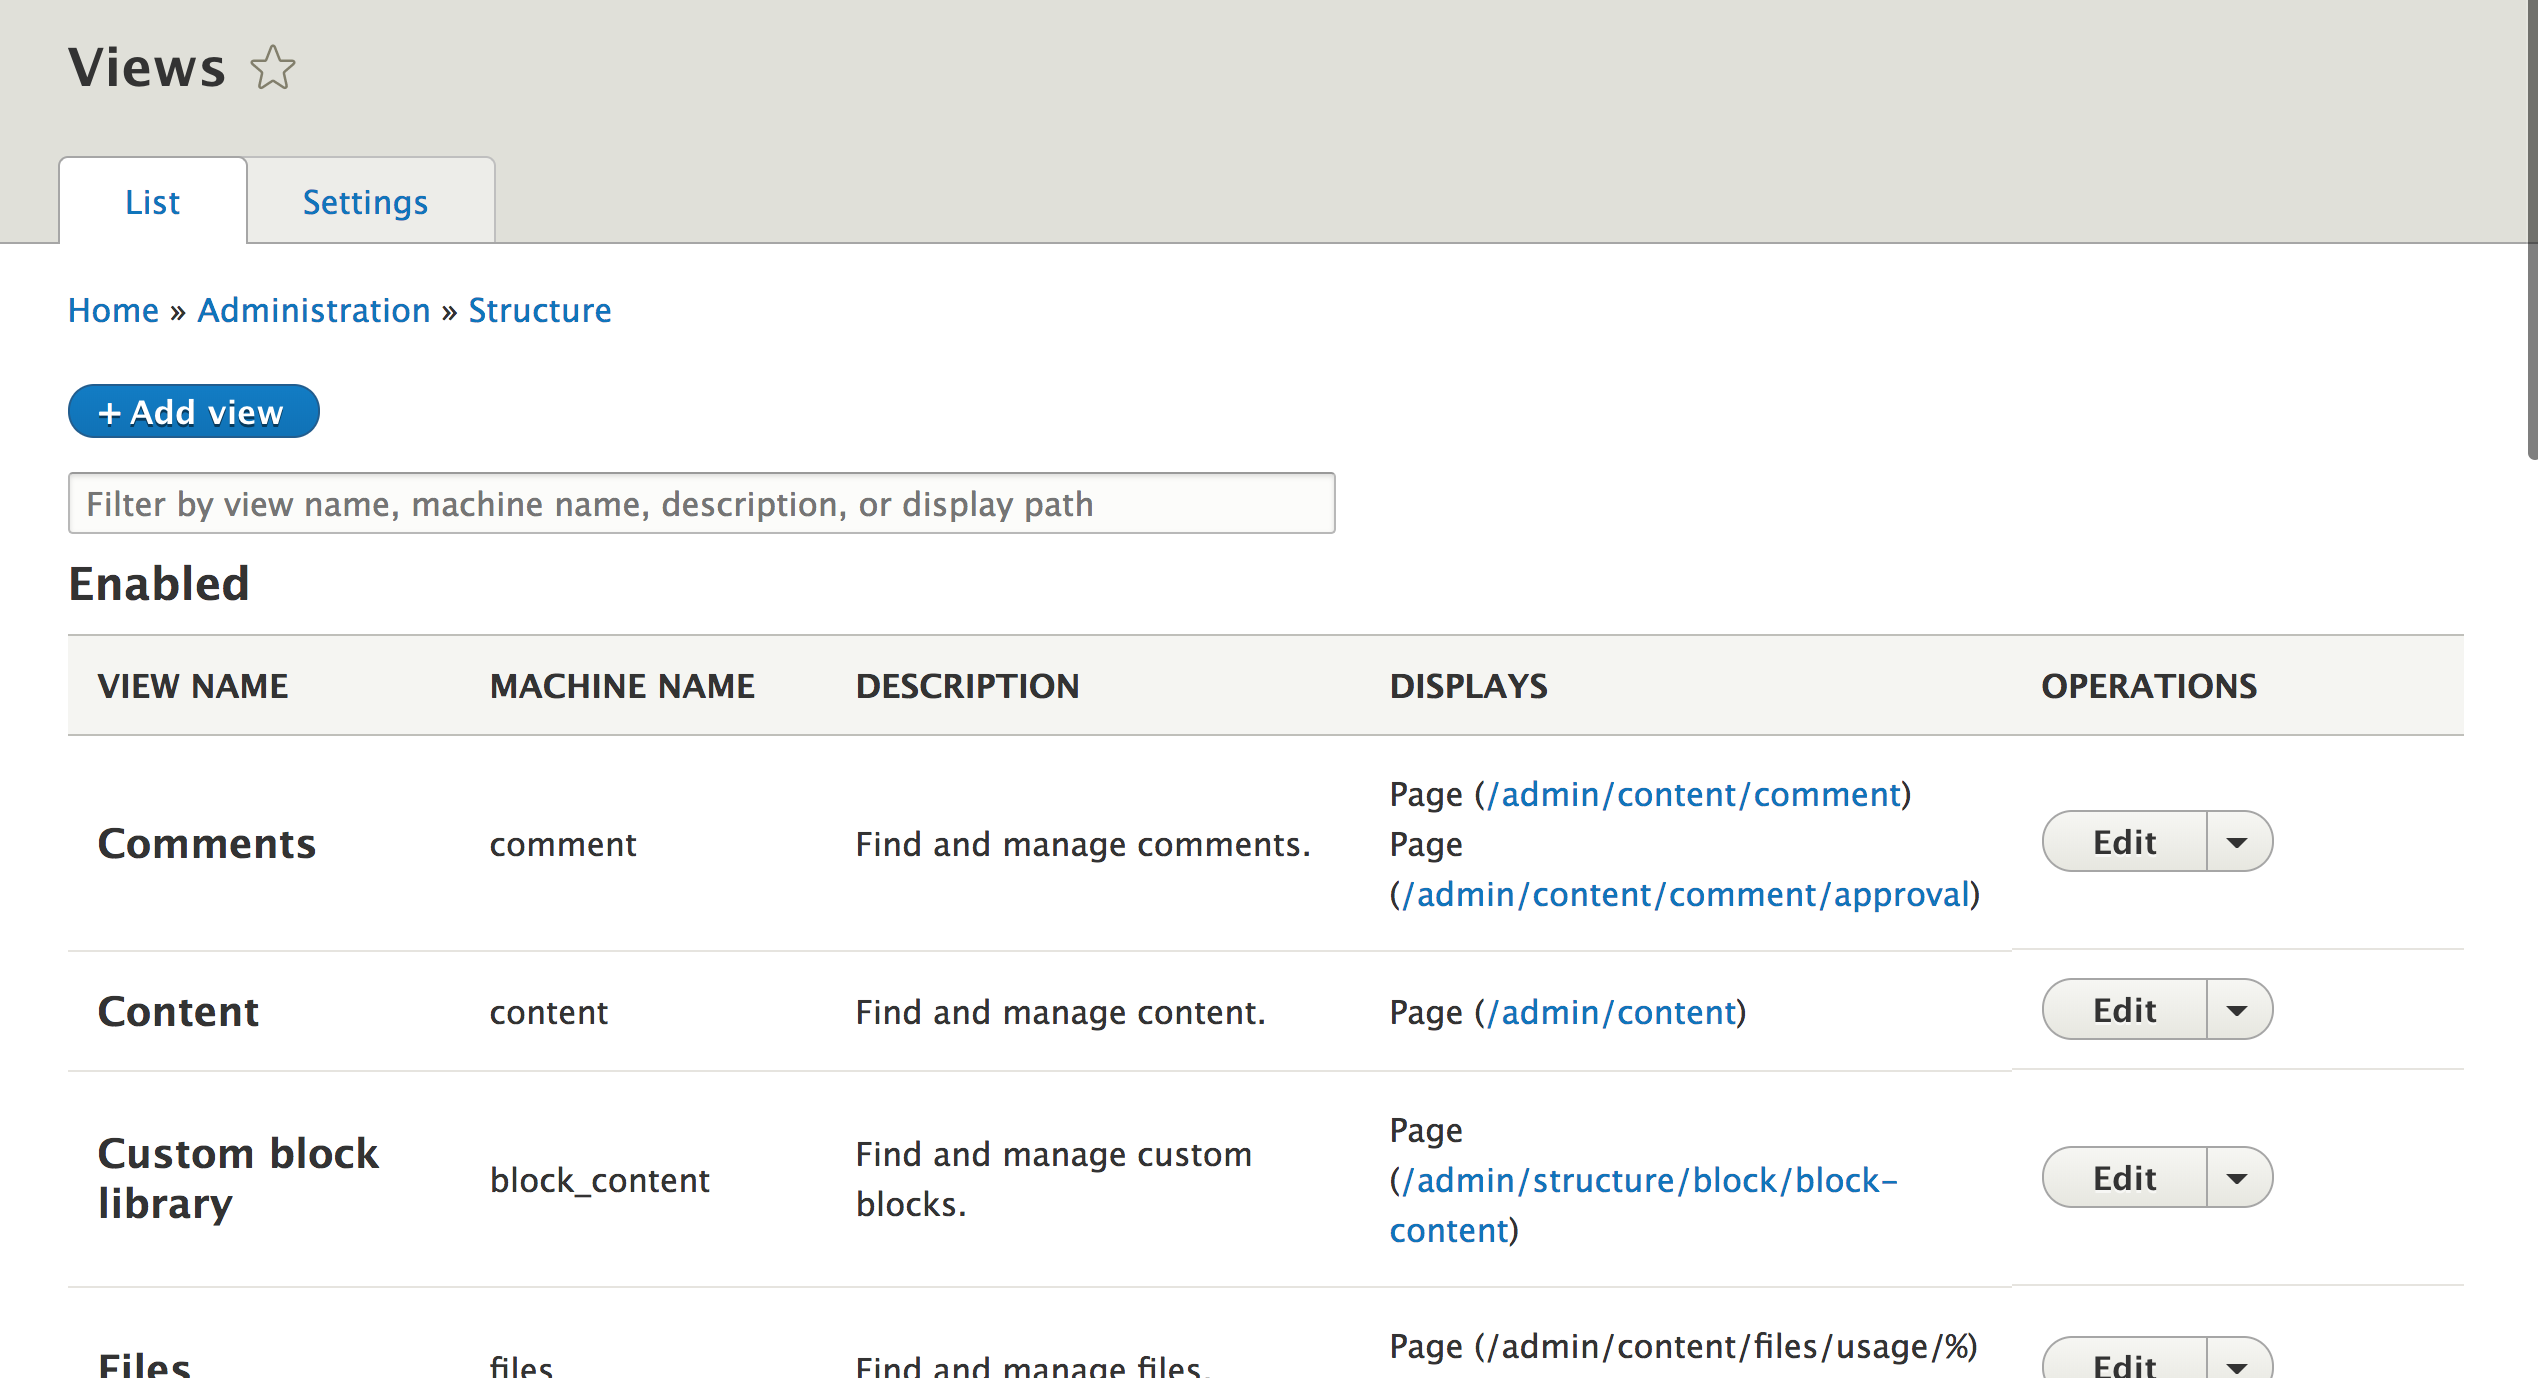 Views
List Settings
Home » Administration » Structure
+ Add view
Filter by view name, machine name, description, or display path
Enabled
VIEW NAME MACHINE NAME DESCRIPTION DISPLAYS OPERATIONS
Comments comment Find and manage comments. Page (/admin/content/comment)
Page
(/admin/content/comment/approval) Edit
Content content Find and manage content. Page (/admin/content) Edit
Custom block
library block_content Find and manage custom
blocks. Page
(/admin/structure/block/block-
content) Edit
Files files Find and manage files. Page (/admin/content/files/usage/%) Edit